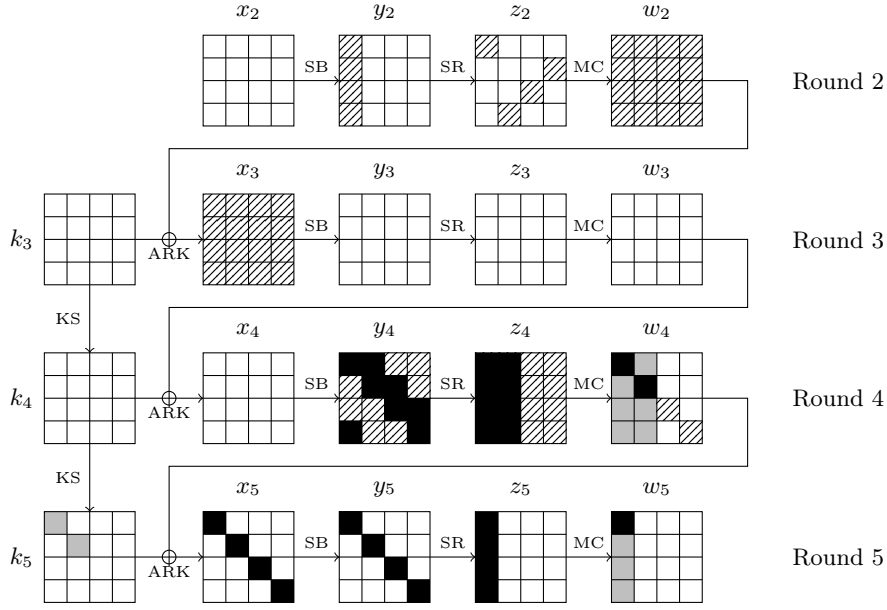 x₂ y₂ z₂ w₂
SB SR MC Round 2
x₃ y₃ z₃ w₃
k₃ ARK SB SR MC Round 3
KS
x₄ y₄ z₄ w₄
k₄ ARK SB SR MC Round 4
KS
x₅ y₅ z₅ w₅
k₅ ARK SB SR MC Round 5